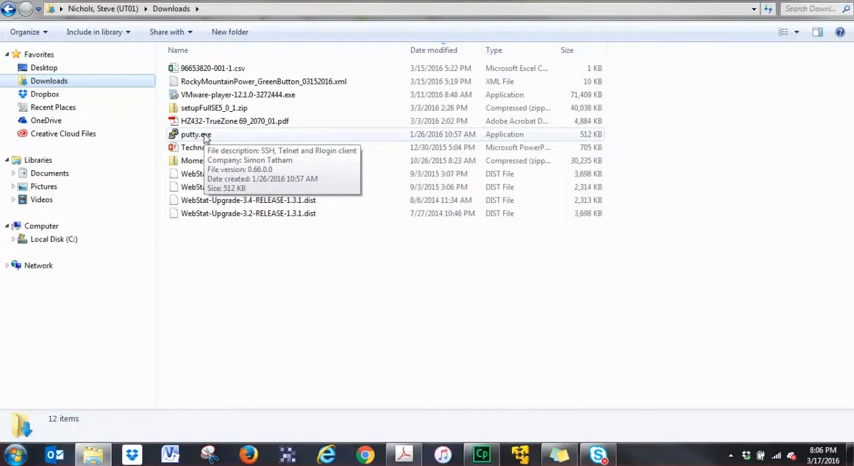 Nichols, Steve (UT01) ▸ Downloads ▸
Search Downl...
Organize Include in library Share with New folder
Name Date modified Type Size
Favorites
Desktop
Downloads
Dropbox
Recent Places
OneDrive
Creative Cloud Files
Libraries
Documents
Pictures
Videos
Computer
Local Disk (C:)
Network
96653820-001-1.csv 3/15/2016 5:22 PM Microsoft Excel C... 1 KB
RockyMountainPower_GreenButton_03152016.xml 3/15/2016 5:19 PM XML File 10 KB
VMware-player-12.1.0-3272444.exe 3/11/2016 8:48 AM Application 71,409 KB
setupFullSE5_0_1.zip 3/3/2016 2:26 PM Compressed (zipp... 40,038 KB
HZ432-TrueZone 69_2070_01.pdf 3/3/2016 2:02 PM Adobe Acrobat D... 4,884 KB
putty.exe 1/26/2016 10:57 AM Application 512 KB
Techn 12/30/2015 5:04 PM Microsoft PowerP... 705 KB
Mome 10/26/2015 8:23 AM Compressed (zipp... 30,235 KB
WebSta 9/3/2015 3:07 PM DIST File 3,698 KB
WebSta 9/3/2015 3:06 PM DIST File 2,314 KB
WebStat-Upgrade-3.4-RELEASE-1.3.1.dist 8/6/2014 11:34 AM DIST File 2,313 KB
WebStat-Upgrade-3.2-RELEASE-1.3.1.dist 7/27/2014 10:46 PM DIST File 3,698 KB
File description: SSH, Telnet and Rlogin client
Company: Simon Tatham
File version: 0.66.0.0
Date created: 1/26/2016 10:57 AM
Size: 512 KB
12 items
Cp
8:06 PM
3/17/2016